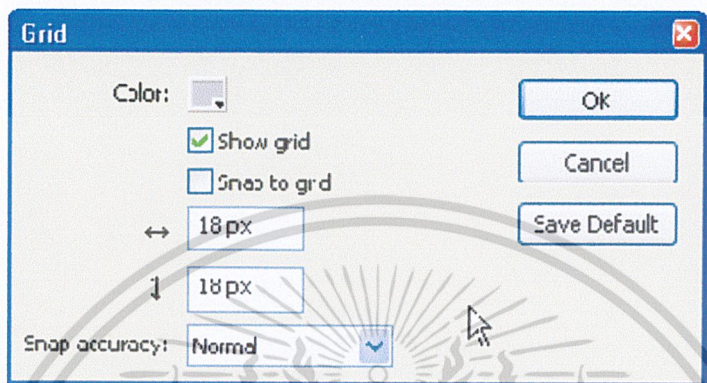 Grid
Color:
OK
Show grid
Cancel
Snap to grid
18 px
Save Default
18 px
Snap accuracy: Normal